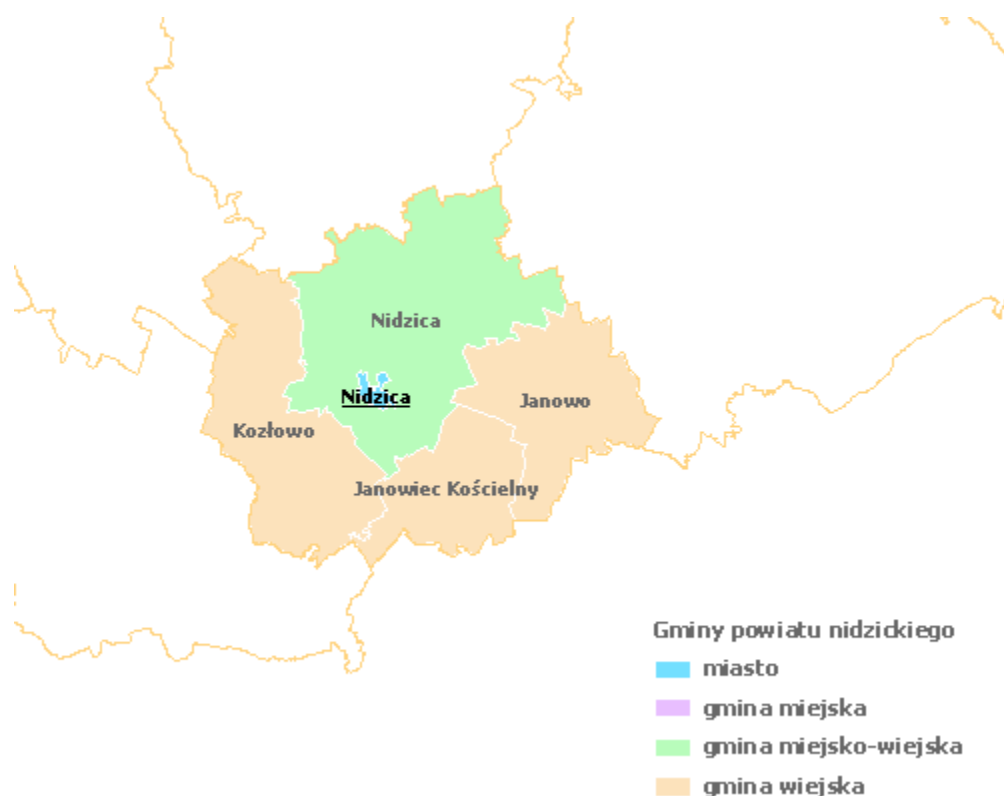 Nidzica
Nidzica
Janowo
Kozłowo
Janowiec Kościelny
Gminy powiatu nidzickiego
miasto
gmina miejska
gmina miejsko-wiejska
gmina wiejska